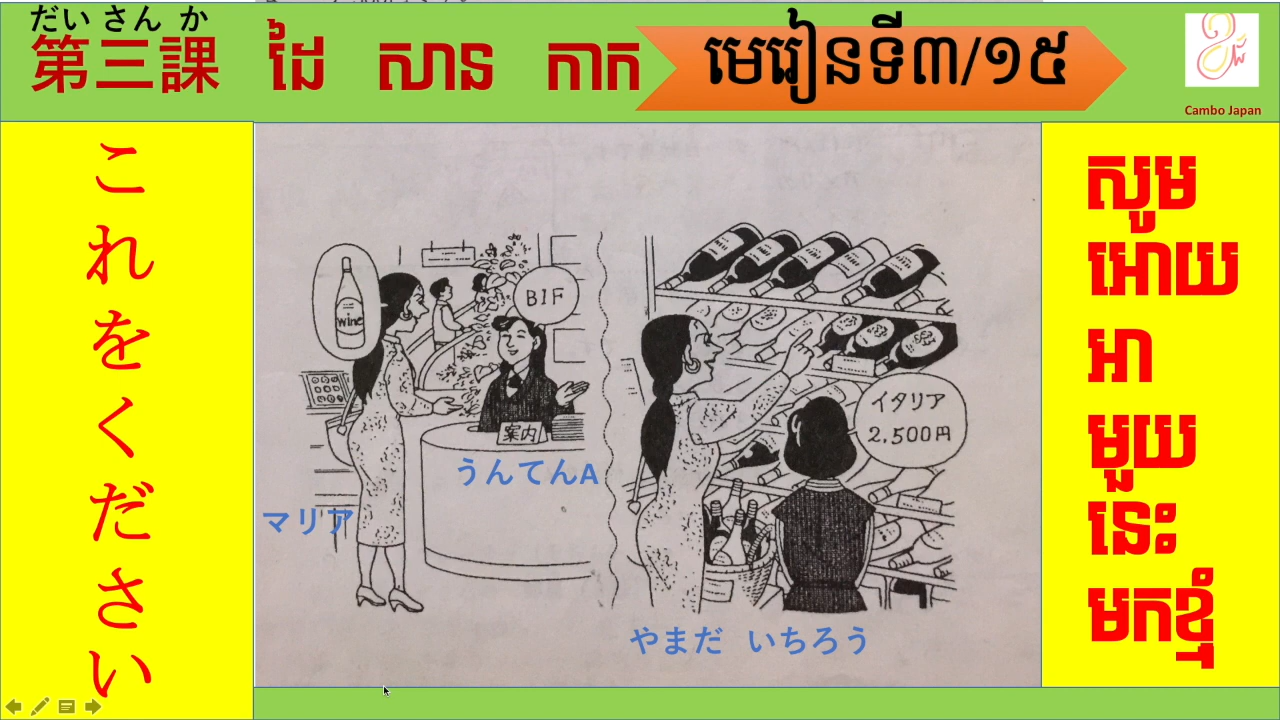 だい さん か
第三課 ដៃ សាន កាក មេរៀនទី៣/១៥
Cambo Japan
これをください
wine
BIF
案内
うんてんA
マリア
イタリア
2,500円
やまだ いちろう
សូម
អោយ
អា
មួយ
នេះ
មកខ្ញុំ